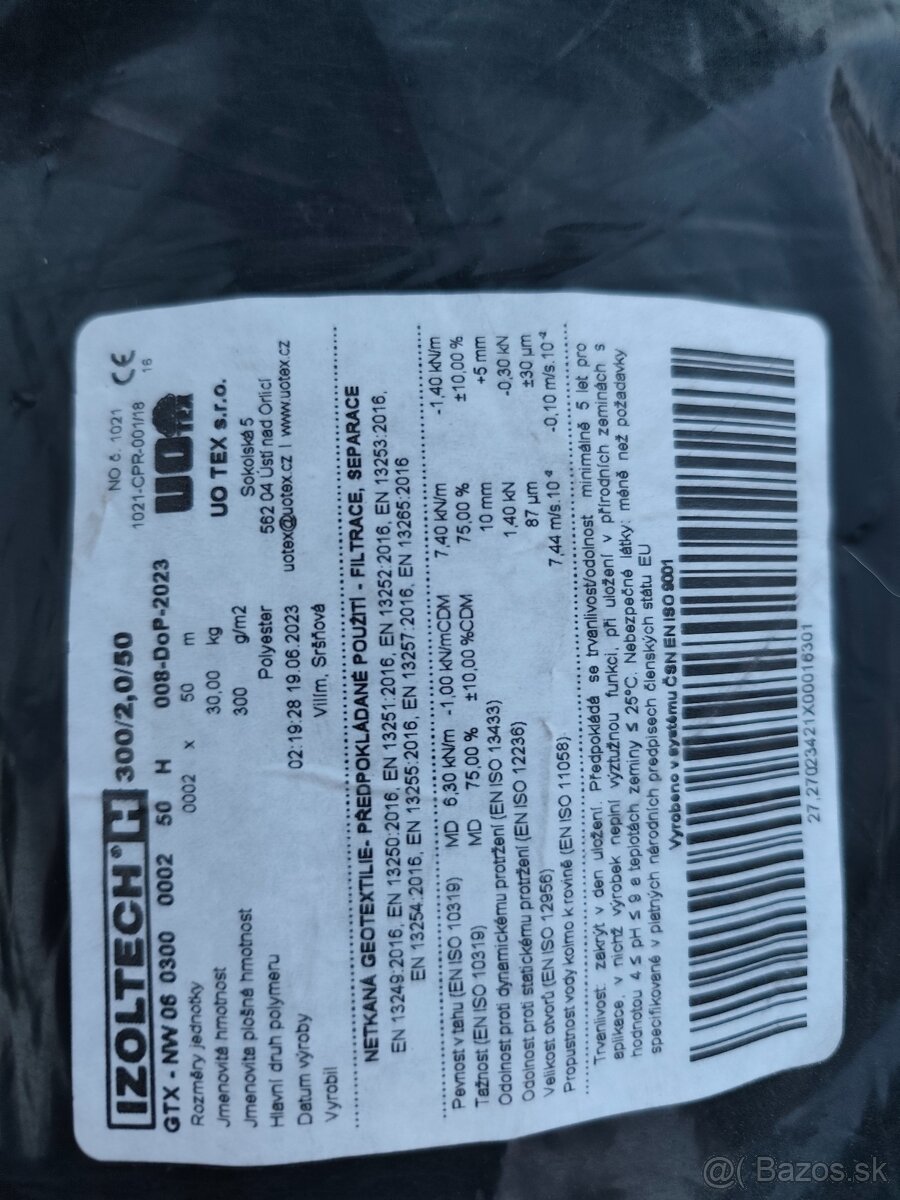 IZOLTECH® H 300/2,0/50
NO č. 1021
1021-CPR-001/18
16
CE
GTX - NW 06 0300 0002 50 H 008-DoP-2023
Rozměry jednotky 0002 x 50 m
Jmenovitá hmotnost 30,00 kg
Jmenovité plošné hmotnost 300 g/m2
Hlavní druh polymeru Polyester
Datum výroby 02:19:28 19.06.2023
Vyrobil Vilím, Sršňová
UO TEX
UO TEX s.r.o.
Sokolská 5
562 04 Ústí nad Orlicí
uotex@uotex.cz | www.uotex.cz
NETKANÁ GEOTEXTILIE- PŘEDPOKLÁDANÉ POUŽITÍ - FILTRACE, SEPARACE
EN 13249:2016, EN 13250:2016, EN 13251:2016, EN 13252:2016, EN 13253:2016,
EN 13254:2016, EN 13255:2016, EN 13257:2016, EN 13265:2016
Pevnost v tahu (EN ISO 10319) MD 6,30 kN/m -1,00 kN/mCDM 7,40 kN/m -1,40 kN/m
Tažnost (EN ISO 10319) MD 75,00 % ±10,00 %CDM 75,00 % ±10,00 %
Odolnost proti dynamickému protržení (EN ISO 13433) 10 mm +5 mm
Odolnost proti statickému protržení (EN ISO 12236) 1,40 kN -0,30 kN
Velikost otvorů (EN ISO 12956) 87 µm ±30 µm
Propustnost vody kolmo k rovině (EN ISO 11058) 7,44 m/s.10⁻² -0,10 m/s.10⁻²
Trvanlivost: zakrýt v den uložení. Předpokládá se trvanlivost/odolnost minimálně 5 let pro
aplikace, v nichž výrobek neplní výztužnou funkci, při uložení v přírodních zeminách s
hodnotou 4 ≤ pH ≤ 9 a teplotách zeminy ≤ 25°C. Nebezpečné látky: méně než požadavky
specifikované v platných národních předpisech členských států EU
Vyrobeno v systému ČSN EN ISO 9001
27,27023421X00016301
@( Bazos.sk